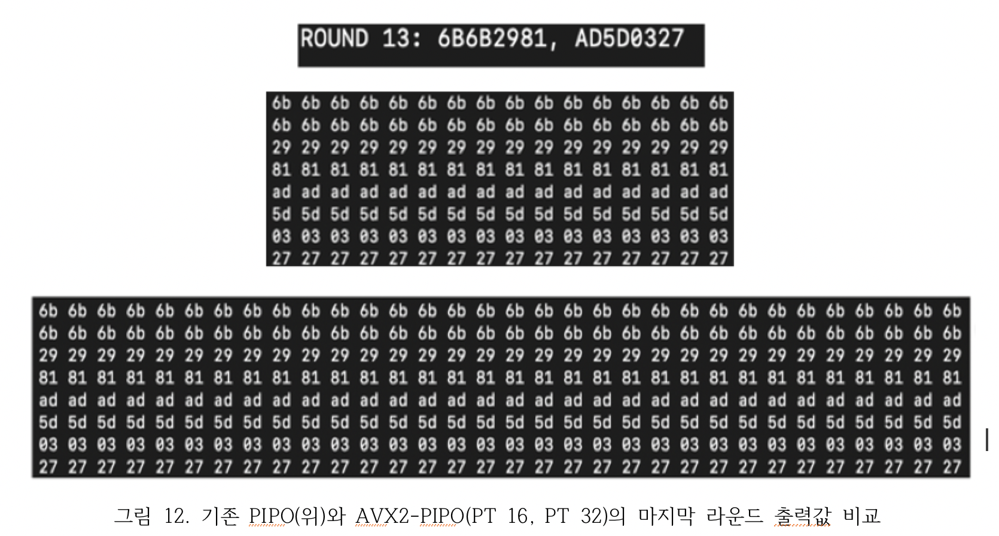 ROUND 13: 6B6B2981, AD5D0327
6b 6b 6b 6b 6b 6b 6b 6b 6b 6b 6b 6b 6b 6b 6b 6b
6b 6b 6b 6b 6b 6b 6b 6b 6b 6b 6b 6b 6b 6b 6b 6b
29 29 29 29 29 29 29 29 29 29 29 29 29 29 29 29
81 81 81 81 81 81 81 81 81 81 81 81 81 81 81 81
ad ad ad ad ad ad ad ad ad ad ad ad ad ad ad ad
5d 5d 5d 5d 5d 5d 5d 5d 5d 5d 5d 5d 5d 5d 5d 5d
03 03 03 03 03 03 03 03 03 03 03 03 03 03 03 03
27 27 27 27 27 27 27 27 27 27 27 27 27 27 27 27
6b 6b 6b 6b 6b 6b 6b 6b 6b 6b 6b 6b 6b 6b 6b 6b 6b 6b 6b 6b 6b 6b 6b 6b 6b 6b 6b 6b 6b 6b 6b 6b
6b 6b 6b 6b 6b 6b 6b 6b 6b 6b 6b 6b 6b 6b 6b 6b 6b 6b 6b 6b 6b 6b 6b 6b 6b 6b 6b 6b 6b 6b 6b 6b
29 29 29 29 29 29 29 29 29 29 29 29 29 29 29 29 29 29 29 29 29 29 29 29 29 29 29 29 29 29 29 29
81 81 81 81 81 81 81 81 81 81 81 81 81 81 81 81 81 81 81 81 81 81 81 81 81 81 81 81 81 81 81 81
ad ad ad ad ad ad ad ad ad ad ad ad ad ad ad ad ad ad ad ad ad ad ad ad ad ad ad ad ad ad ad ad
5d 5d 5d 5d 5d 5d 5d 5d 5d 5d 5d 5d 5d 5d 5d 5d 5d 5d 5d 5d 5d 5d 5d 5d 5d 5d 5d 5d 5d 5d 5d 5d
03 03 03 03 03 03 03 03 03 03 03 03 03 03 03 03 03 03 03 03 03 03 03 03 03 03 03 03 03 03 03 03
27 27 27 27 27 27 27 27 27 27 27 27 27 27 27 27 27 27 27 27 27 27 27 27 27 27 27 27 27 27 27 27
그림 12. 기존 PIPO(위)와 AVX2-PIPO(PT 16, PT 32)의 마지막 라운드 출력값 비교